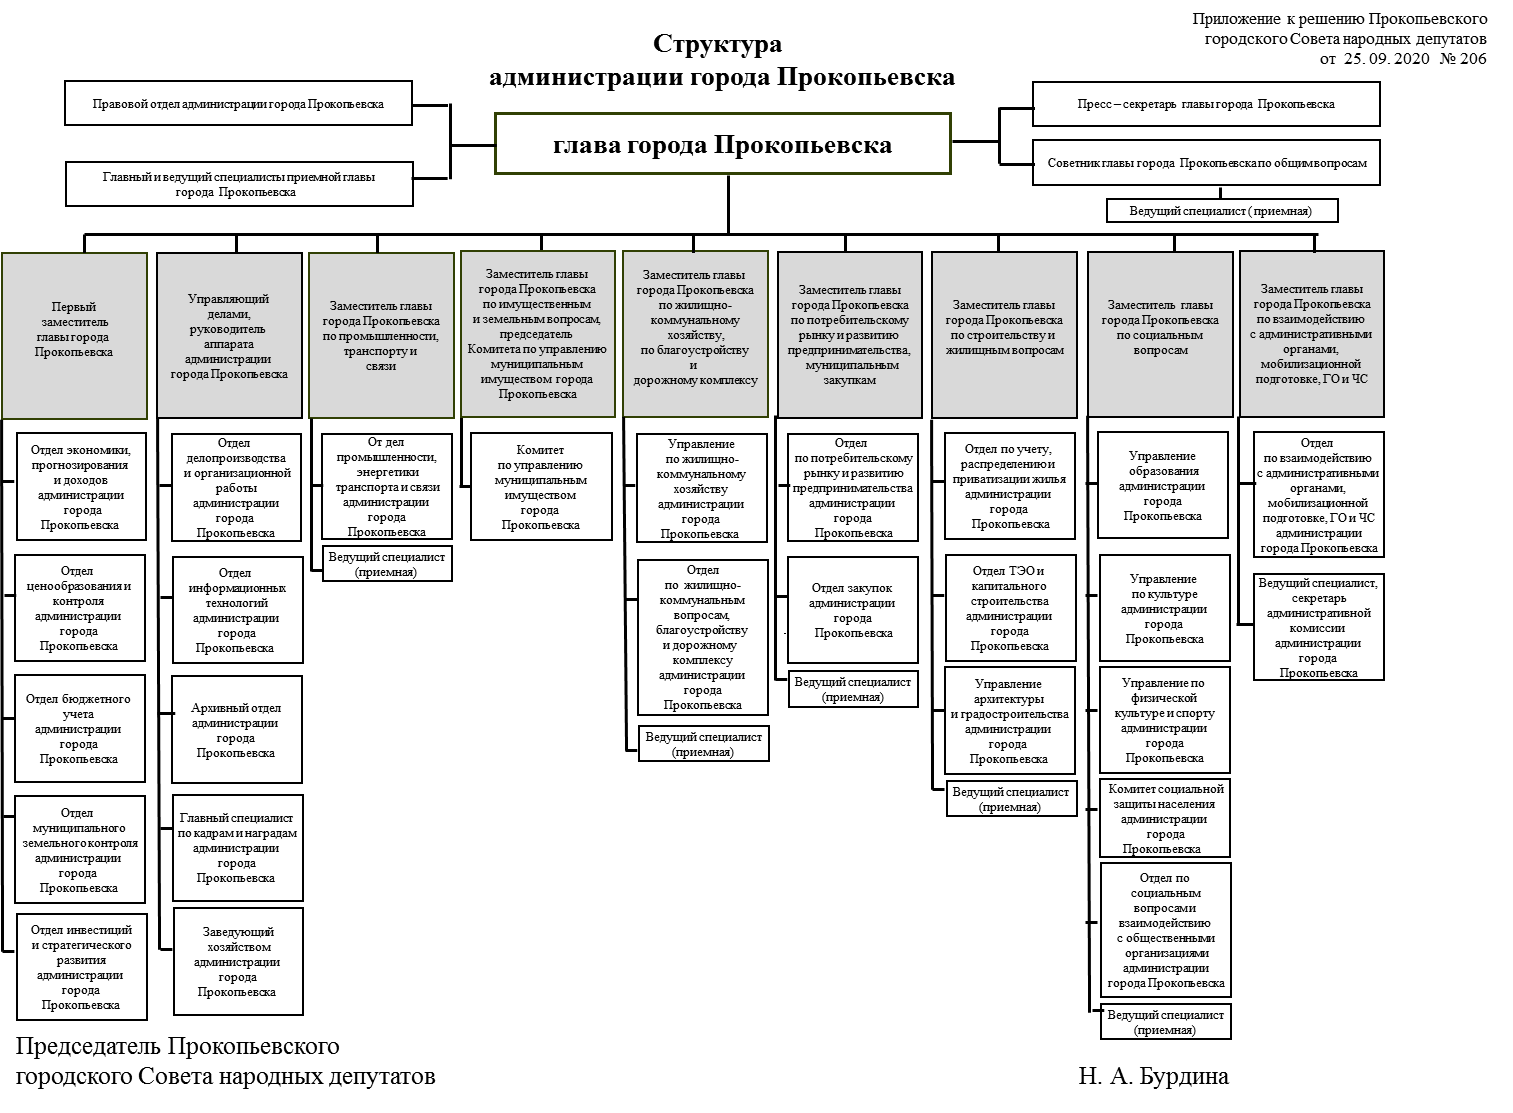 Приложение к решению Прокопьевского
городского Совета народных депутатов
от 25. 09. 2020 № 206
Структура
администрации города Прокопьевска
Правовой отдел администрации города Прокопьевска
Главный и ведущий специалисты приемной главы
города Прокопьевска
глава города Прокопьевска
Пресс – секретарь главы города Прокопьевска
Советник главы города Прокопьевска по общим вопросам
Ведущий специалист ( приемная)
Первый
заместитель
главы города
Прокопьевска
Отдел экономики,
прогнозирования
и доходов
администрации
города
Прокопьевска
Отдел
ценообразования и
контроля
администрации
города
Прокопьевска
Отдел бюджетного
учета
администрации
города
Прокопьевска
Отдел
муниципального
земельного контроля
администрации
города
Прокопьевска
Отдел инвестиций
и стратегического
развития
администрации
города
Прокопьевска
Управляющий
делами,
руководитель
аппарата
администрации
города Прокопьевска
Отдел
делопроизводства
и организационной
работы
администрации
города
Прокопьевска
Отдел
информационных
технологий
администрации
города
Прокопьевска
Архивный отдел
администрации
города
Прокопьевска
Главный специалист
по кадрам и наградам
администрации
города
Прокопьевска
Заведующий
хозяйством
администрации
города
Прокопьевска
Заместитель главы
города Прокопьевска
по промышленности,
транспорту и
связи
От дел
промышленности,
энергетики
транспорта и связи
администрации
города
Прокопьевска
Ведущий специалист
(приемная)
Заместитель главы
города Прокопьевска
по имущественным
и земельным вопросам,
председатель
Комитета по управлению
муниципальным
имуществом города
Прокопьевска
Комитет
по управлению
муниципальным
имуществом
города
Прокопьевска
Заместитель главы
города Прокопьевска
по жилищно-
коммунальному
хозяйству,
по благоустройству
и
дорожному комплексу
Управление
по жилищно-
коммунальному
хозяйству
администрации
города
Прокопьевска
Отдел
по жилищно-
коммунальным
вопросам,
благоустройству
и дорожному
комплексу
администрации
города
Прокопьевска
Ведущий специалист
(приемная)
Заместитель главы
города Прокопьевска
по потребительскому
рынку и развитию
предпринимательства,
муниципальным
закупкам
Отдел
по потребительскому
рынку и развитию
предпринимательства
администрации
города
Прокопьевска
Отдел закупок
администрации
города
Прокопьевска
Ведущий специалист
(приемная)
Заместитель главы
города Прокопьевска
по строительству и
жилищным вопросам
Отдел по учету,
распределению и
приватизации жилья
администрации
города
Прокопьевска
Отдел ТЭО и
капитального
строительства
администрации
города
Прокопьевска
Управление
архитектуры
и градостроительства
администрации
города
Прокопьевска
Ведущий специалист
(приемная)
Заместитель главы
города Прокопьевска
по социальным
вопросам
Управление
образования
администрации
города
Прокопьевска
Управление
по культуре
администрации
города
Прокопьевска
Управление по
физической
культуре и спорту
администрации
города
Прокопьевска
Комитет социальной
защиты населения
администрации
города
Прокопьевска
Отдел по
социальным
вопросами
взаимодействию
с общественными
организациями
администрации
города Прокопьевска
Ведущий специалист
(приемная)
Заместитель главы
города Прокопьевска
по взаимодействию
с административными
органами,
мобилизационной
подготовке, ГО и ЧС
Отдел
по взаимодействию
с административными
органами,
мобилизационной
подготовке, ГО и ЧС
администрации
города Прокопьевска
Ведущий специалист,
секретарь
административной
комиссии
администрации
города
Прокопьевска
Председатель Прокопьевского
городского Совета народных депутатов
Н. А. Бурдина